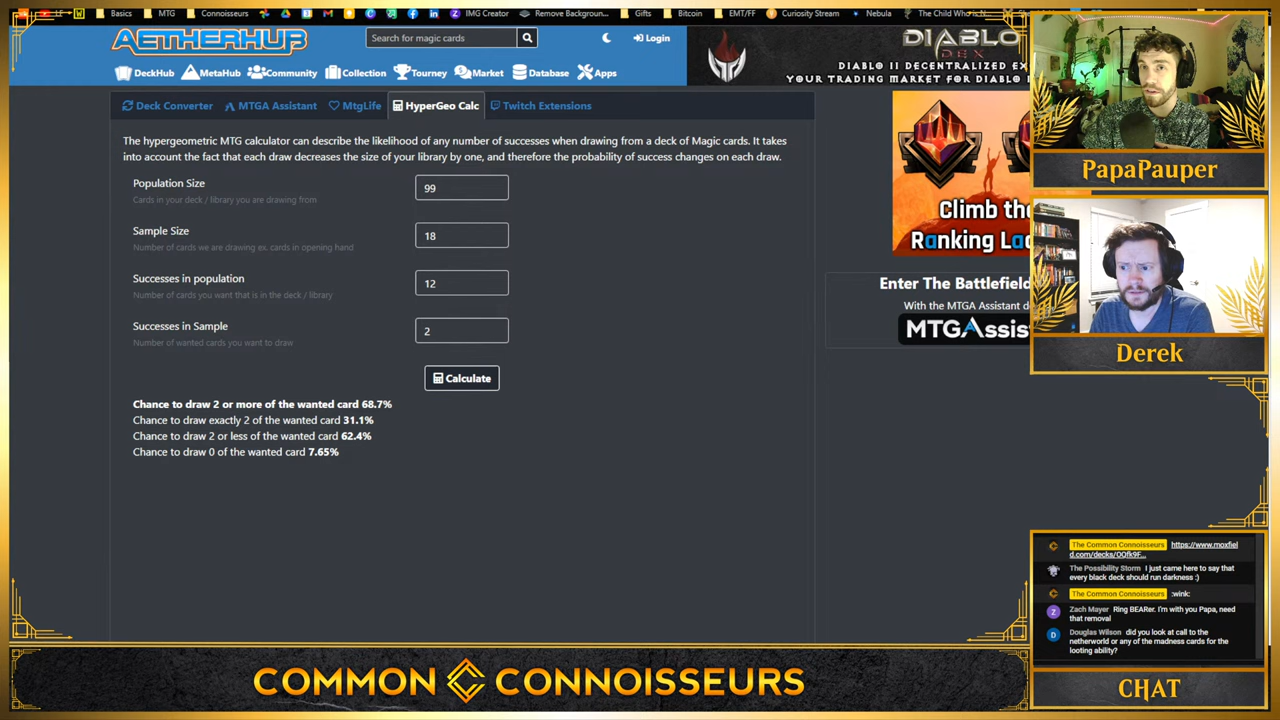 Basics MTG Connoisseurs IMG Creator Remove Backgroun... Gifts Bitcoin EMT/FF Curiosity Stream Nebula The Child Who is N...
AETHERHUB
Search for magic cards
Login
DeckHub MetaHub Community Collection Tourney Market Database Apps
DIABLO
DEX
DIABLO II DECENTRALIZED EX
YOUR TRADING MARKET FOR DIABLO
Deck Converter MTGA Assistant MtgLife HyperGeo Calc Twitch Extensions
The hypergeometric MTG calculator can describe the likelihood of any number of successes when drawing from a deck of Magic cards. It takes
into account the fact that each draw decreases the size of your library by one, and therefore the probability of success changes on each draw.
Population Size
Cards in your deck / library you are drawing from
99
Sample Size
Number of cards we are drawing ex. cards in opening hand
18
Successes in population
Number of cards you want that is in the deck / library
12
Successes in Sample
Number of wanted cards you want to draw
2
Calculate
Chance to draw 2 or more of the wanted card 68.7%
Chance to draw exactly 2 of the wanted card 31.1%
Chance to draw 2 or less of the wanted card 62.4%
Chance to draw 0 of the wanted card 7.65%
Climb the
Ranking La
Enter The Battlefield
With the MTGA Assistant de
MTGAssis
PapaPauper
Derek
The Common Connoisseurs https://www.moxfiel
d.com/decks/OQfk9F...
The Possibility Storm I just came here to say that
every black deck should run darkness :)
The Common Connoisseurs :wink:
Zach Mayer Ring BEARer. I'm with you Papa, need
that removal
Douglas Wilson did you look at call to the
netherworld or any of the madness cards for the
looting ability?
CHAT
COMMON CONNOISSEURS